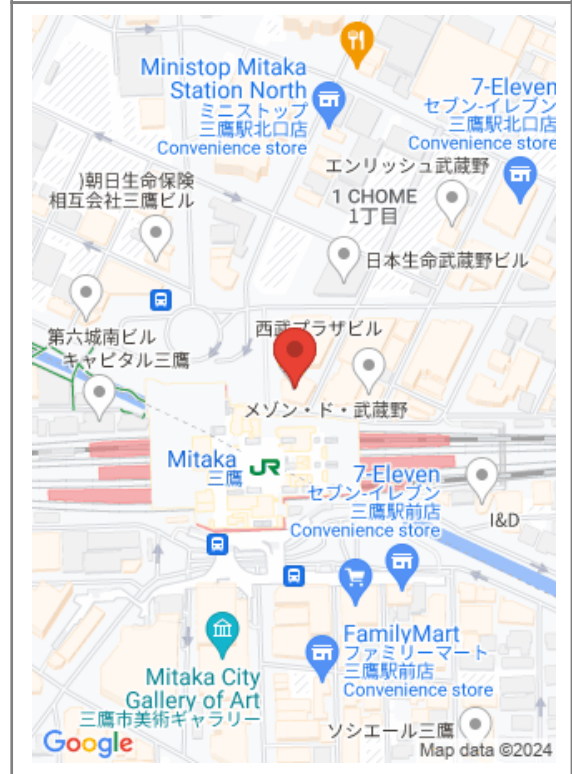 Ministop Mitaka
Station North
ミニストップ
三鷹駅北口店
Convenience store
7-Eleven
セブン-イレブン
三鷹駅北口店
Convenience store
エンリッシュ武蔵野
)朝日生命保険
相互会社三鷹ビル
1 CHOME
1丁目
日本生命武蔵野ビル
第六城南ビル
西武プラザビル
キャピタル三鷹
メゾン・ド・武蔵野
Mitaka
三鷹
JR
7-Eleven
セブン-イレブン
三鷹駅前店
Convenience store
I&D
FamilyMart
ファミリーマート
三鷹駅前店
Convenience store
Mitaka City
Gallery of Art
三鷹市美術ギャラリー
ソシエール三鷹
Google
Map data ©2024